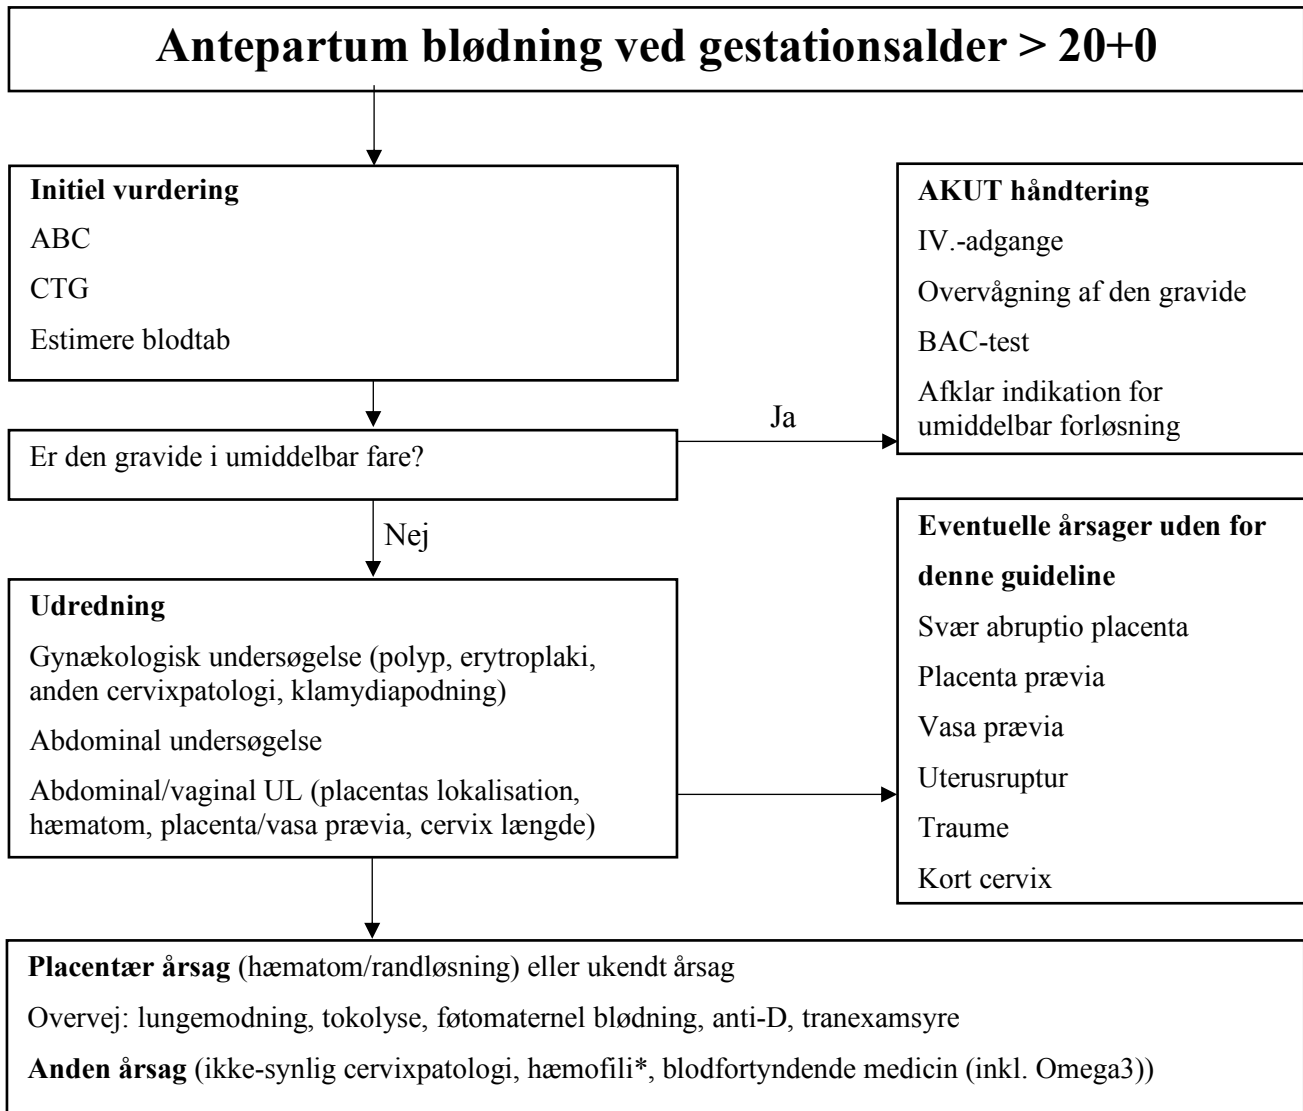 Antepartum blødning ved gestationsalder > 20+0
Initiel vurdering
ABC
CTG
Estimere blodtab
AKUT håndtering
IV.-adgange
Overvågning af den gravide
BAC-test
Afklar indikation for
umiddelbar forløsning
Ja
Er den gravide i umiddelbar fare?
Nej
Udredning
Gynækologisk undersøgelse (polyp, erytroplaki,
anden cervixpatologi, klamydiapodning)
Abdominal undersøgelse
Abdominal/vaginal UL (placentas lokalisation,
hæmatom, placenta/vasa prævia, cervix længde)
Eventuelle årsager uden for
denne guideline
Svær abruptio placenta
Placenta prævia
Vasa prævia
Uterusruptur
Traume
Kort cervix
Placentær årsag (hæmatom/randløsning) eller ukendt årsag
Overvej: lungemodning, tokolyse, føtomaternel blødning, anti-D, tranexamsyre
Anden årsag (ikke-synlig cervixpatologi, hæmofili*, blodfortyndende medicin (inkl. Omega3))